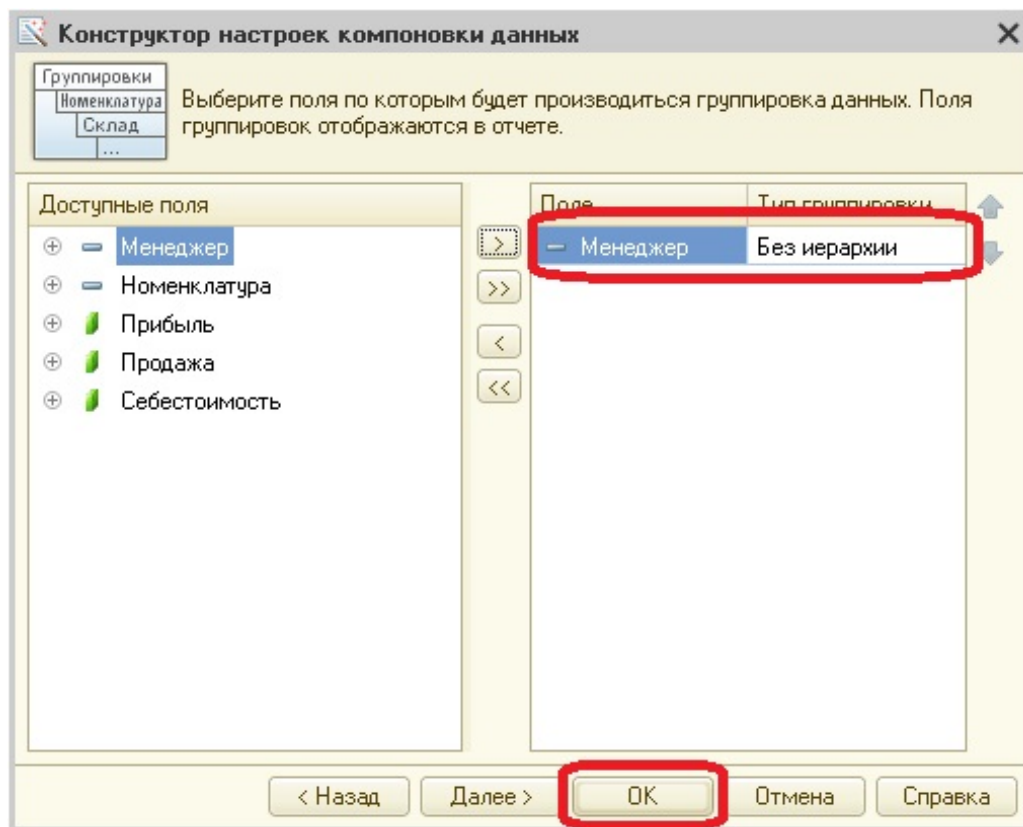 Конструктор настроек компоновки данных
Группировки
Номенклатура
Склад
...
Выберите поля по которым будет производиться группировка данных. Поля
группировок отображаются в отчете.
Доступные поля
Менеджер
Номенклатура
Прибыль
Продажа
Себестоимость
>
>>
<
<<
Поле Тип группировки
Менеджер Без иерархии
< Назад Далее > OK Отмена Справка